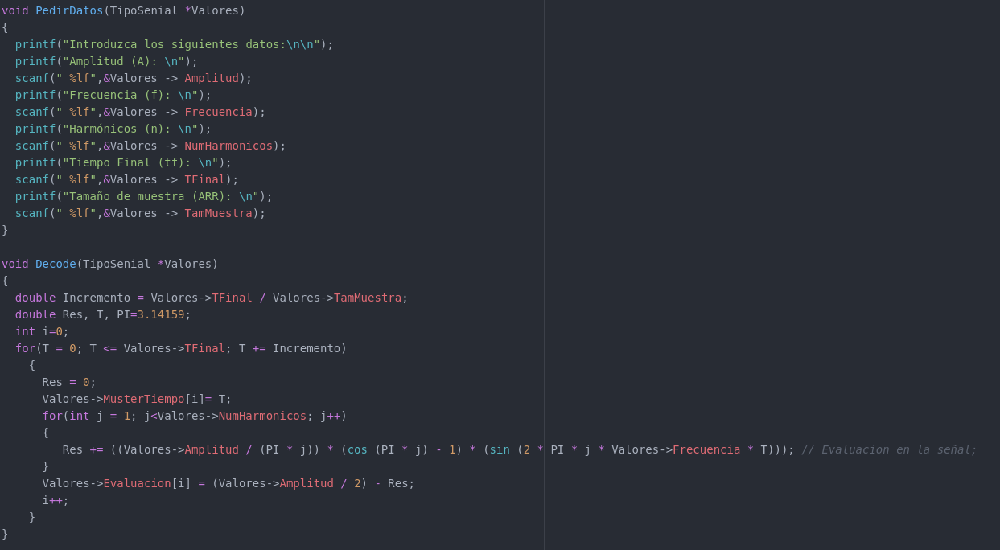 void PedirDatos(TipoSenial *Valores)
{
  printf("Introduzca los siguientes datos:\n\n");
  printf("Amplitud (A): \n");
  scanf(" %lf",&Valores -> Amplitud);
  printf("Frecuencia (f): \n");
  scanf(" %lf",&Valores -> Frecuencia);
  printf("Harmónicos (n): \n");
  scanf(" %lf",&Valores -> NumHarmonicos);
  printf("Tiempo Final (tf): \n");
  scanf(" %lf",&Valores -> TFinal);
  printf("Tamaño de muestra (ARR): \n");
  scanf(" %lf",&Valores -> TamMuestra);
}

void Decode(TipoSenial *Valores)
{
  double Incremento = Valores->TFinal / Valores->TamMuestra;
  double Res, T, PI=3.14159;
  int i=0;
  for(T = 0; T <= Valores->TFinal; T += Incremento)
    {
      Res = 0;
      Valores->MusterTiempo[i]= T;
      for(int j = 1; j<Valores->NumHarmonicos; j++)
      {
         Res += ((Valores->Amplitud / (PI * j)) * (cos (PI * j) - 1) * (sin (2 * PI * j * Valores->Frecuencia * T))); // Evaluacion en la señal;
      }
      Valores->Evaluacion[i] = (Valores->Amplitud / 2) - Res;
      i++;
    }
}